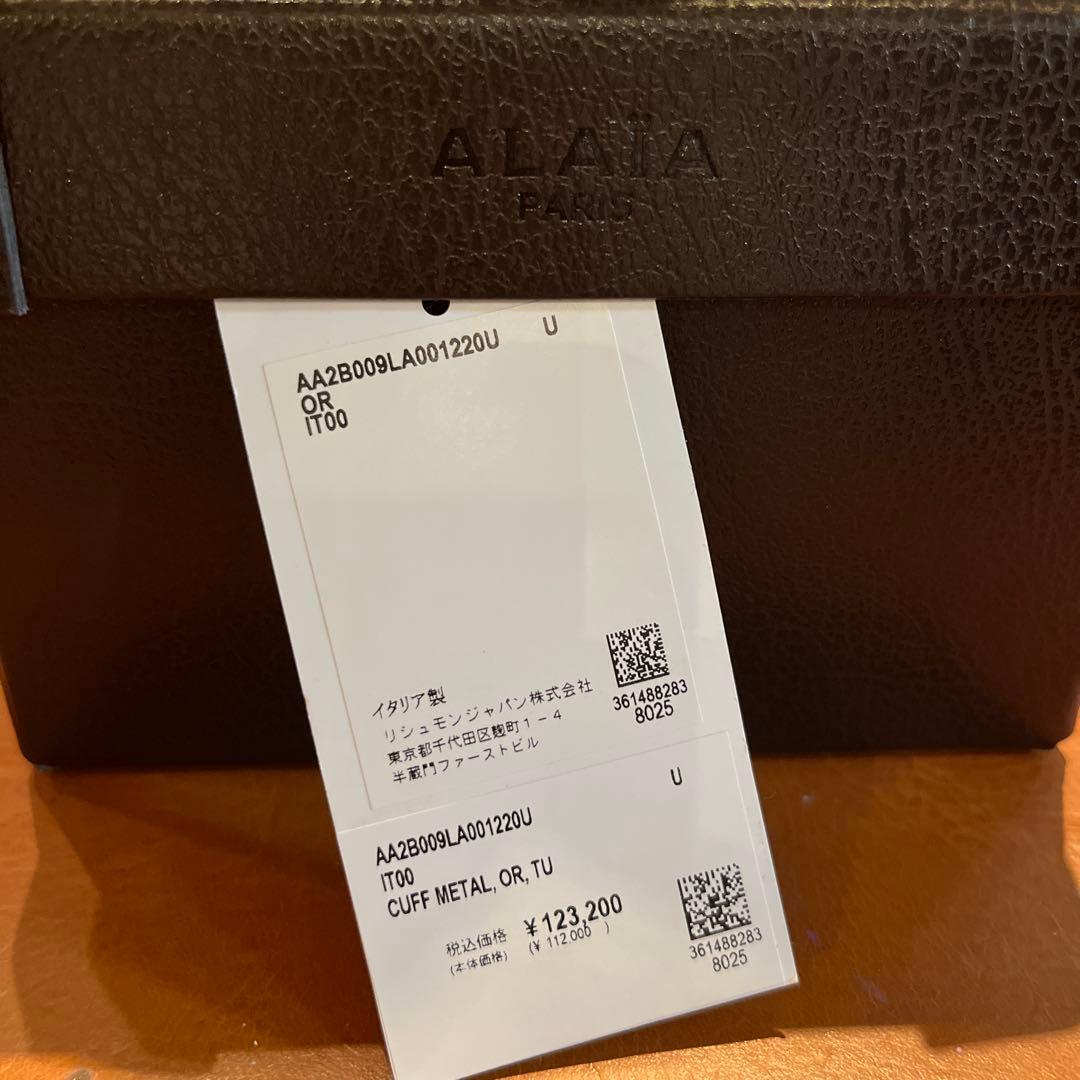 ALAÏA
PARIS
AA2B009LA001220U U
OR
IT00
361488283
8025
イタリア製
リシュモンジャパン株式会社
東京都千代田区麹町1-4
半蔵門ファーストビル
U
AA2B009LA001220U
IT00
CUFF METAL, OR, TU
税込価格 ¥123,200
(本体価格) (¥ 112,000 )
361488283
8025